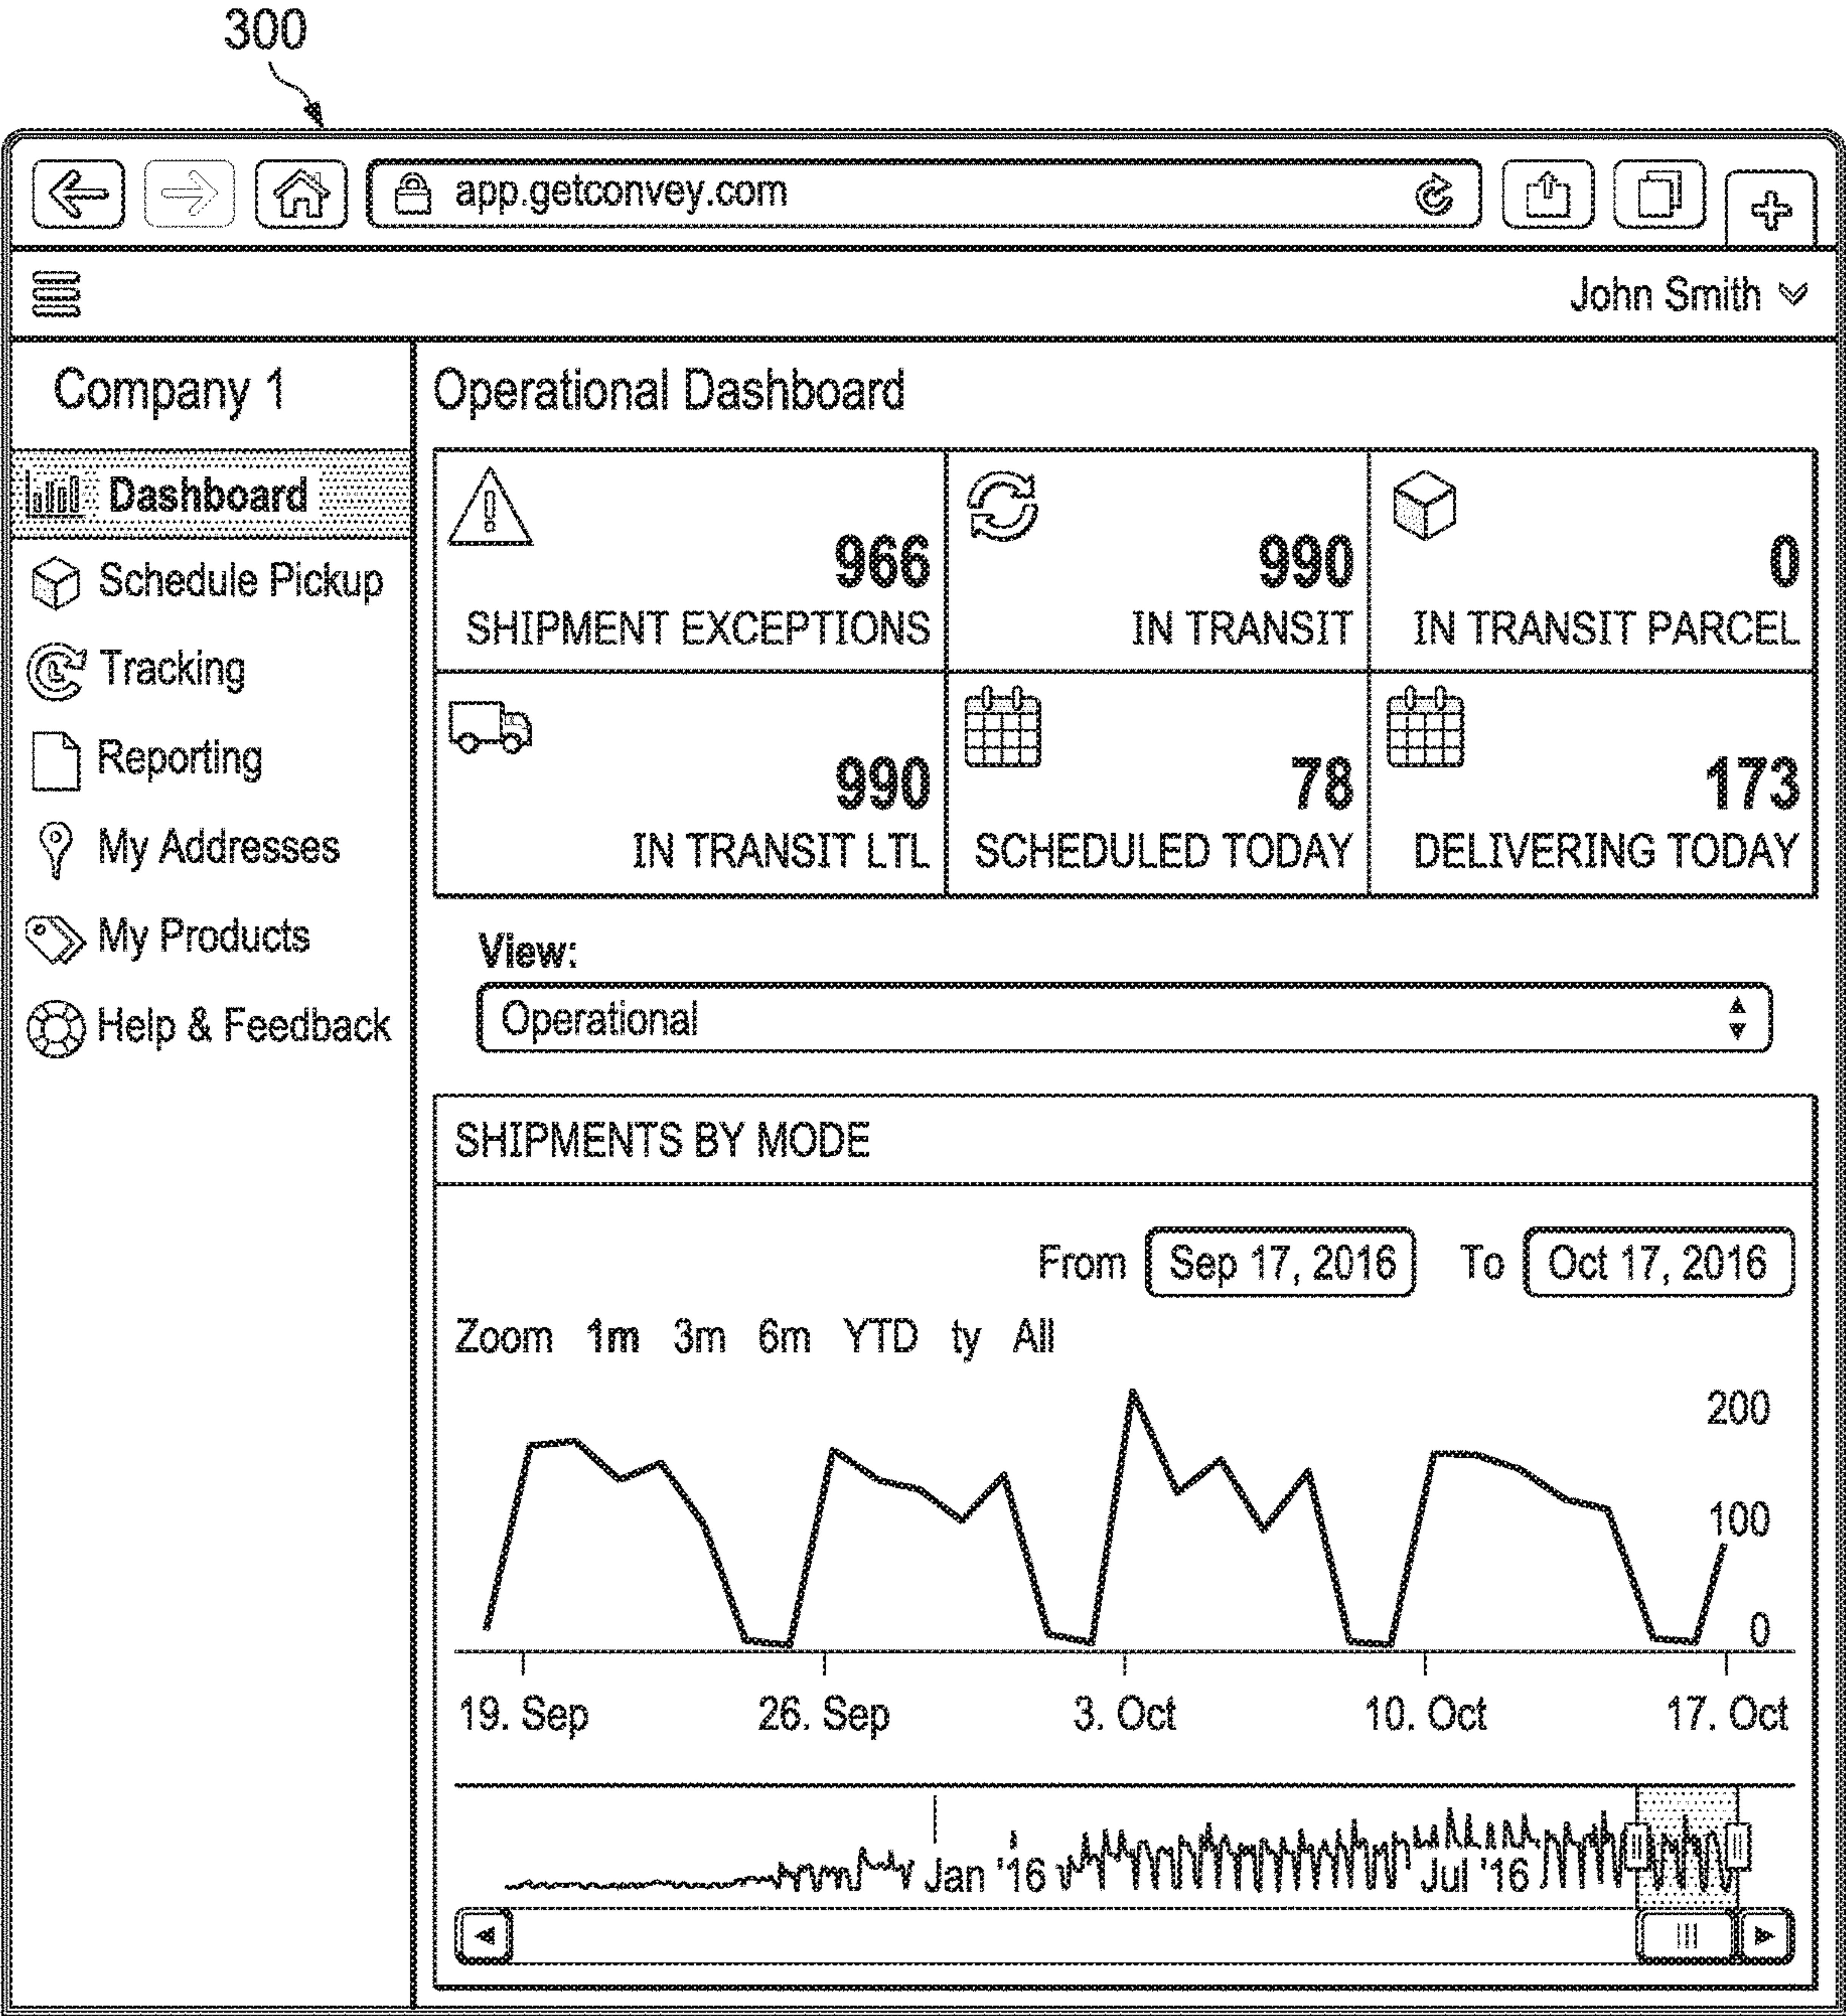 300
app.getconvey.com
John Smith
Company 1
Dashboard
Schedule Pickup
Tracking
Reporting
My Addresses
My Products
Help & Feedback
Operational Dashboard
966
SHIPMENT EXCEPTIONS
990
IN TRANSIT
0
IN TRANSIT PARCEL
990
IN TRANSIT LTL
78
SCHEDULED TODAY
173
DELIVERING TODAY
View:
Operational
SHIPMENTS BY MODE
From Sep 17, 2016 To Oct 17, 2016
Zoom 1m 3m 6m YTD ty All
200
100
0
19. Sep 26. Sep 3. Oct 10. Oct 17. Oct
Jan '16 Jul '16